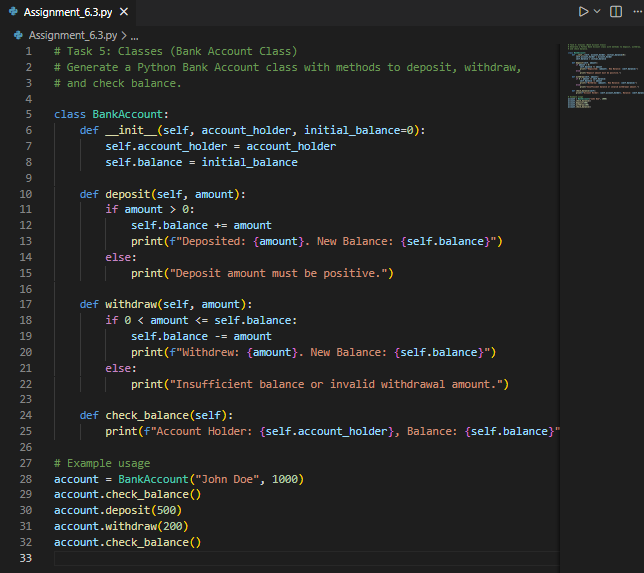 Assignment_6.3.py
Assignment_6.3.py > ...
1 # Task 5: Classes (Bank Account Class)
2 # Generate a Python Bank Account class with methods to deposit, withdraw,
3 # and check balance.
4
5 class BankAccount:
6     def __init__(self, account_holder, initial_balance=0):
7         self.account_holder = account_holder
8         self.balance = initial_balance
9
10     def deposit(self, amount):
11         if amount > 0:
12             self.balance += amount
13             print(f"Deposited: {amount}. New Balance: {self.balance}")
14         else:
15             print("Deposit amount must be positive.")
16
17     def withdraw(self, amount):
18         if 0 < amount <= self.balance:
19             self.balance -= amount
20             print(f"Withdrew: {amount}. New Balance: {self.balance}")
21         else:
22             print("Insufficient balance or invalid withdrawal amount.")
23
24     def check_balance(self):
25         print(f"Account Holder: {self.account_holder}, Balance: {self.balance}"
26
27 # Example usage
28 account = BankAccount("John Doe", 1000)
29 account.check_balance()
30 account.deposit(500)
31 account.withdraw(200)
32 account.check_balance()
33